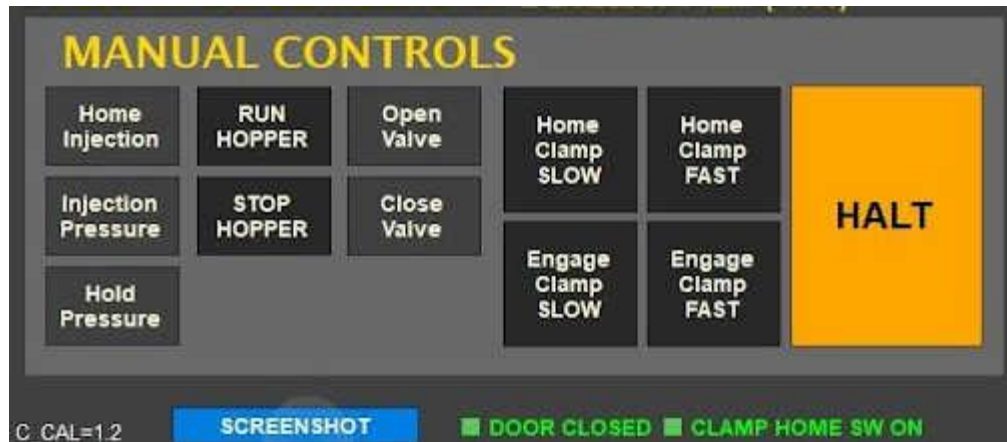 MANUAL CONTROLS
Home
Injection
RUN
HOPPER
Open
Valve
Home
Clamp
SLOW
Home
Clamp
FAST
HALT
Injection
Pressure
STOP
HOPPER
Close
Valve
Engage
Clamp
SLOW
Engage
Clamp
FAST
Hold
Pressure
C CAL=1.2
SCREENSHOT
DOOR CLOSED
CLAMP HOME SW ON